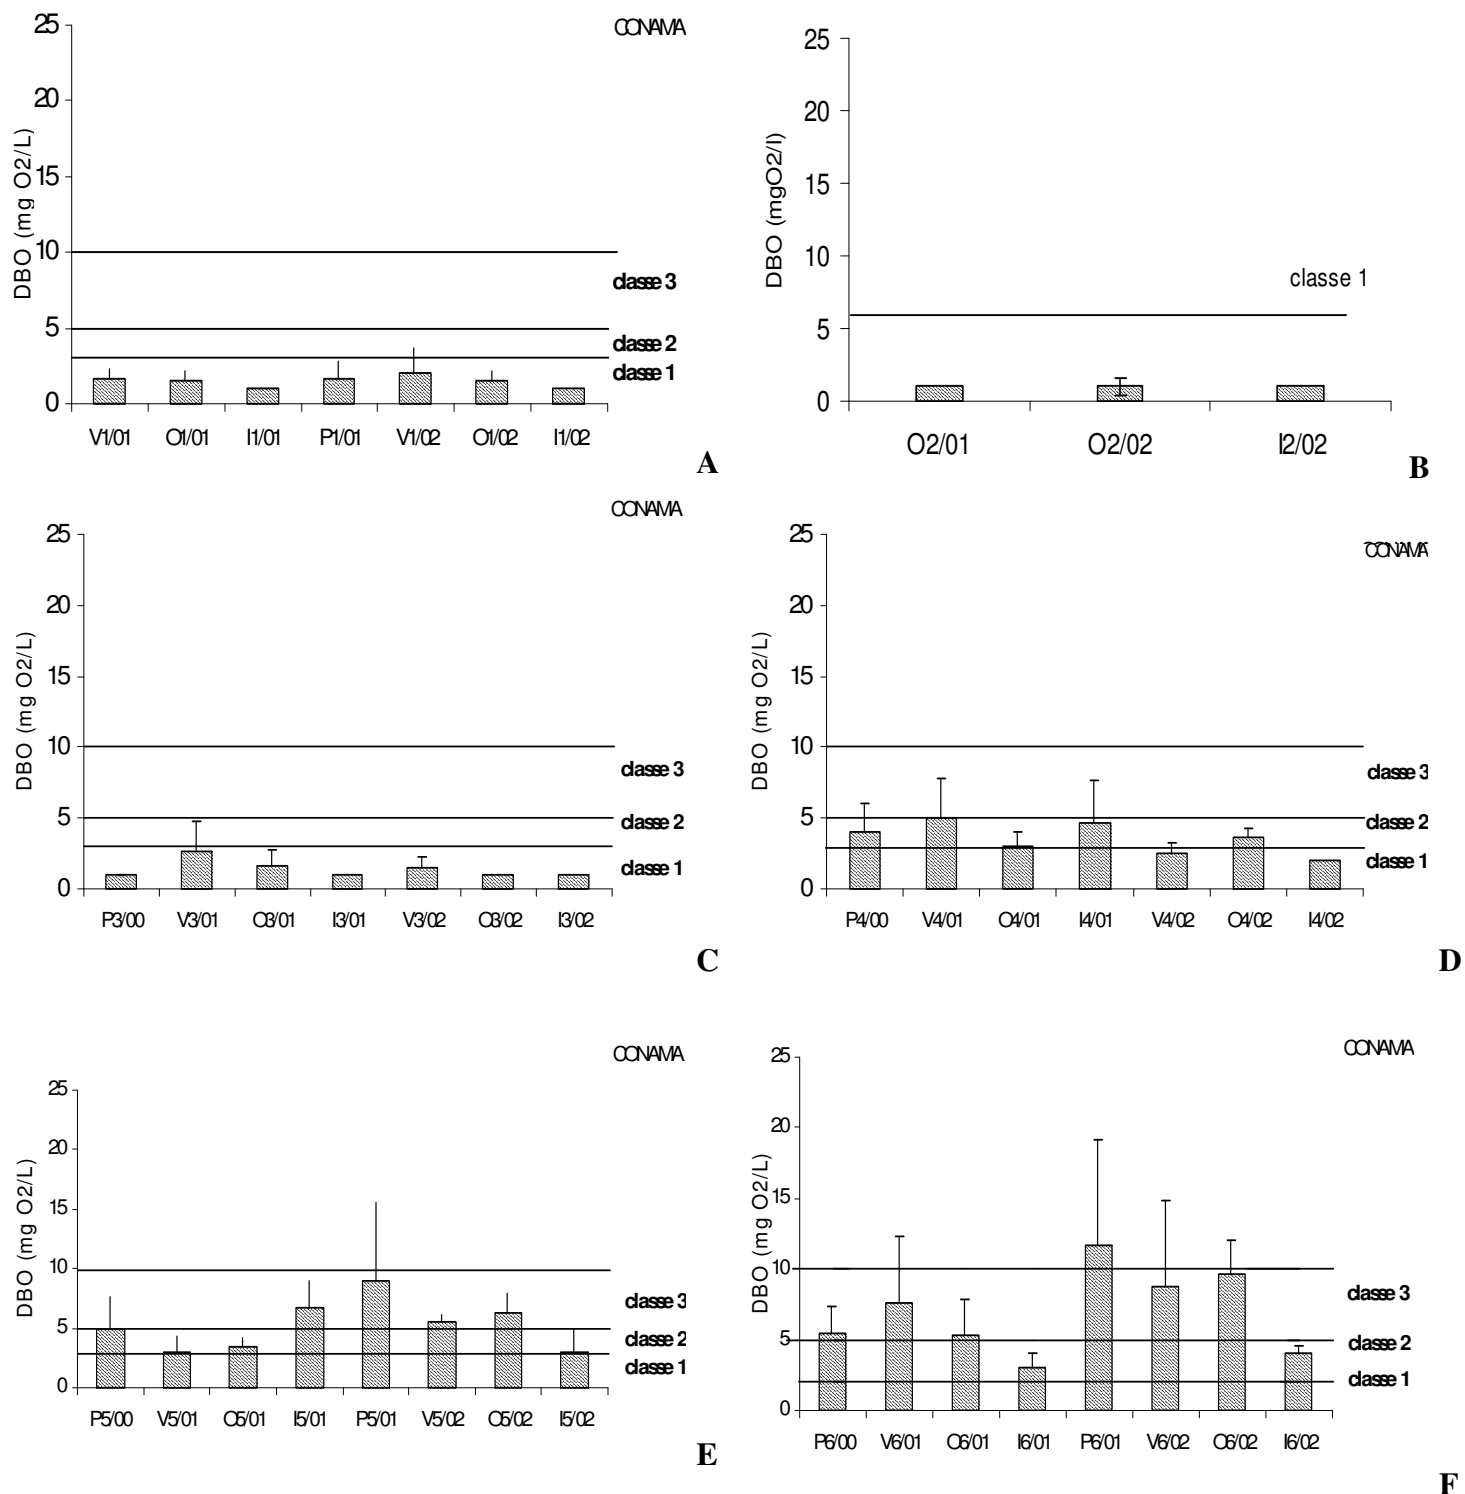 CONAMA
25
20
15
10
5
0
DBO (mg O2/L)
classe 3
classe 2
classe 1
V1/01 O1/01 I1/01 P1/01 V1/02 O1/02 I1/02
A
25
20
15
10
5
0
DBO (mgO2/l)
classe 1
O2/01 O2/02 I2/02
B
CONAMA
25
20
15
10
5
0
DBO (mg O2/L)
classe 3
classe 2
classe 1
P3/00 V3/01 O3/01 I3/01 V3/02 O3/02 I3/02
C
CONAMA
25
20
15
10
5
0
DBO (mg O2/L)
classe 3
classe 2
classe 1
P4/00 V4/01 O4/01 I4/01 V4/02 O4/02 I4/02
D
CONAMA
25
20
15
10
5
0
DBO (mg O2/L)
classe 3
classe 2
classe 1
P5/00 V5/01 O5/01 I5/01 P5/01 V5/02 O5/02 I5/02
E
CONAMA
25
20
15
10
5
0
DBO (mg O2/L)
classe 3
classe 2
classe 1
P6/00 V6/01 O6/01 I6/01 P6/01 V6/02 O6/02 I6/02
F